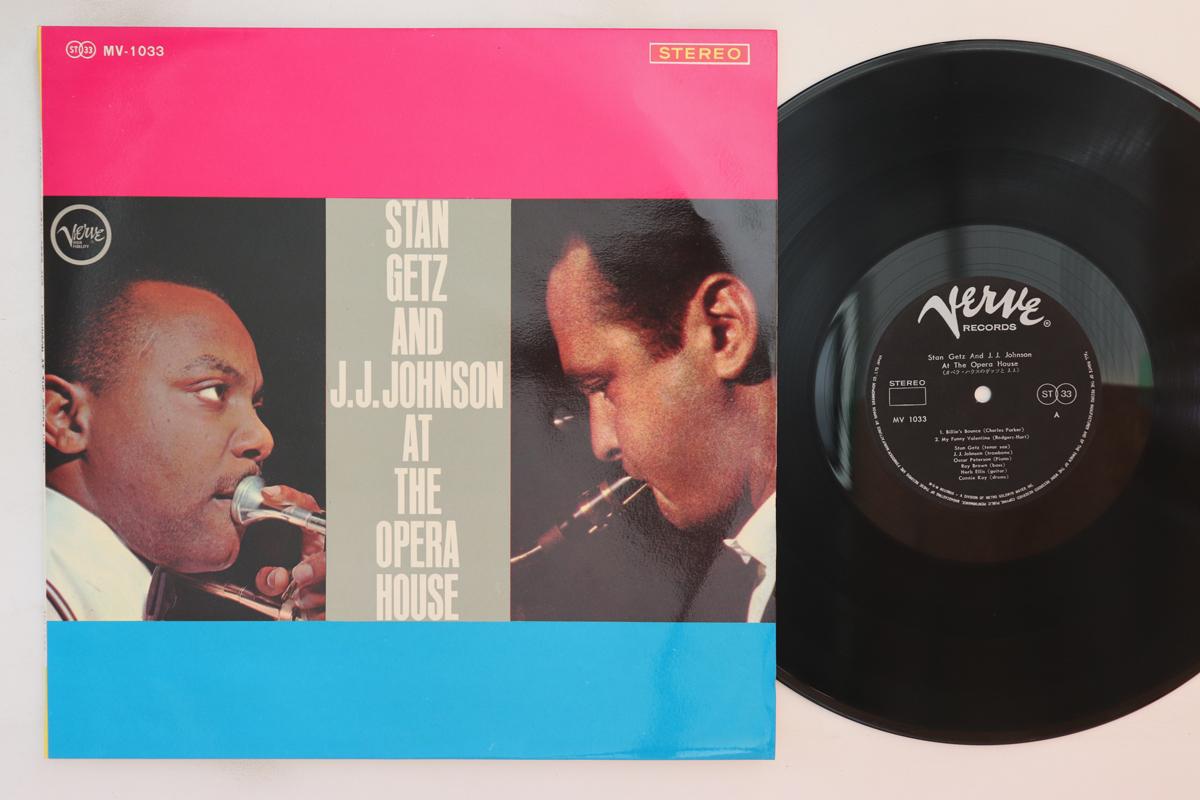 ST 33 MV-1033
STEREO
Verve
HIGH
FIDELITY
STAN
GETZ
AND
J.J.JOHNSON
AT
THE
OPERA
HOUSE
Verve
RECORDS ®
Stan Getz And J. J. Johnson
At The Opera House
(オペラ・ハウスのゲッツと J.J.)
STEREO
ST 33
MV 1033
A
1. Billie's Bounce (Charles Parker)
2. My Funny Valentine (Rodgers-Hart)
Stan Getz (tenor sax)
J. J. Johnson (trombone)
Oscar Peterson (Piano)
Ray Brown (bass)
Herb Ellis (guitar)
Connie Kay (drums)